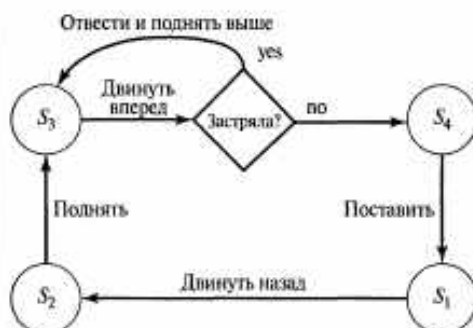 Отвести и поднять выше
yes
Двинуть
вперед
S3
Застряла?
no
S4
Поднять
Поставить
Двинуть назад
S2
S1